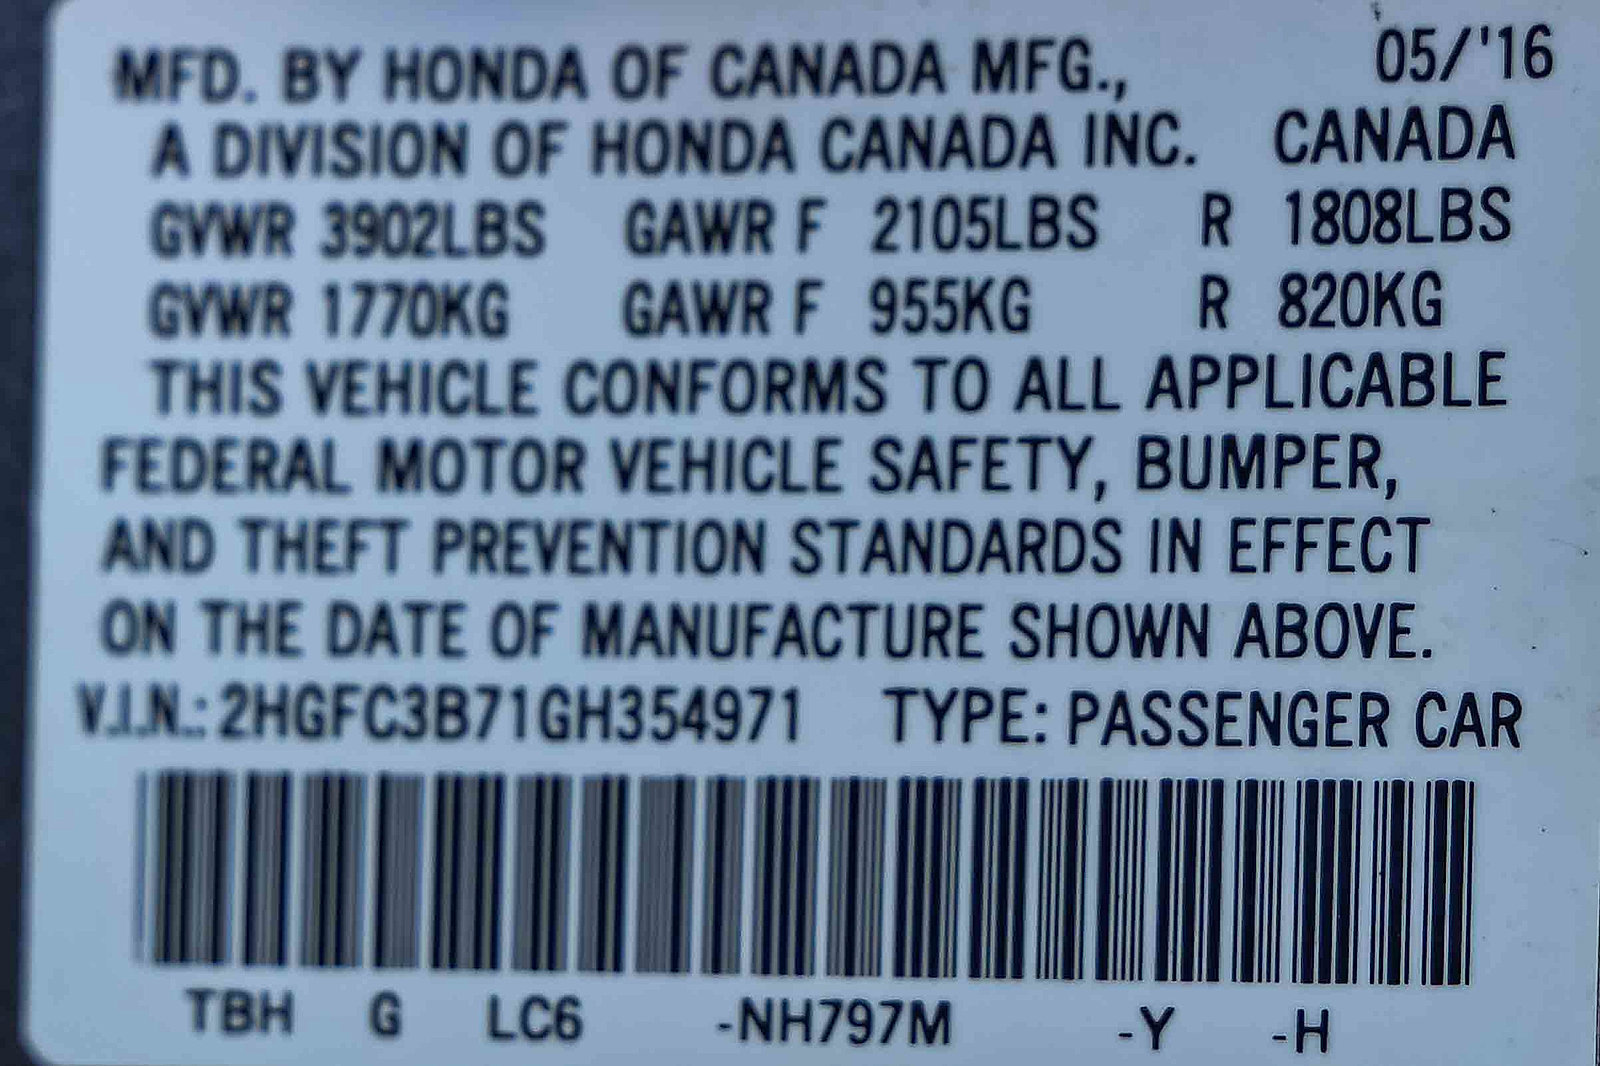 MFD. BY HONDA OF CANADA MFG., 05/'16
A DIVISION OF HONDA CANADA INC. CANADA
GVWR 3902LBS GAWR F 2105LBS R 1808LBS
GVWR 1770KG GAWR F 955KG R 820KG
THIS VEHICLE CONFORMS TO ALL APPLICABLE
FEDERAL MOTOR VEHICLE SAFETY, BUMPER,
AND THEFT PREVENTION STANDARDS IN EFFECT
ON THE DATE OF MANUFACTURE SHOWN ABOVE.
V.I.N.: 2HGFC3B71GH354971 TYPE: PASSENGER CAR
TBH G LC6 -NH797M -Y -H